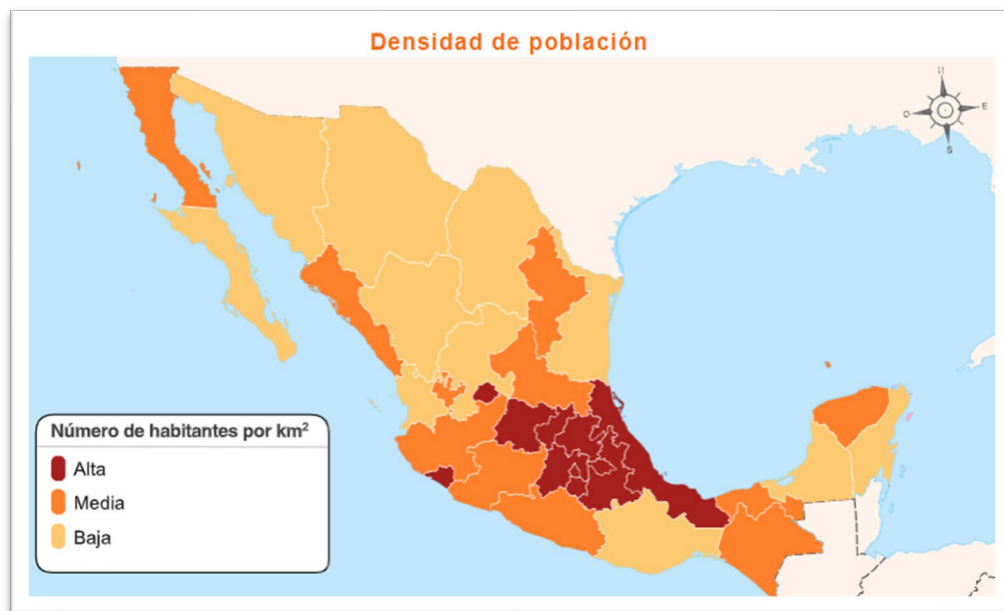 Densidad de población
N
O
E
S
Número de habitantes por km²
Alta
Media
Baja